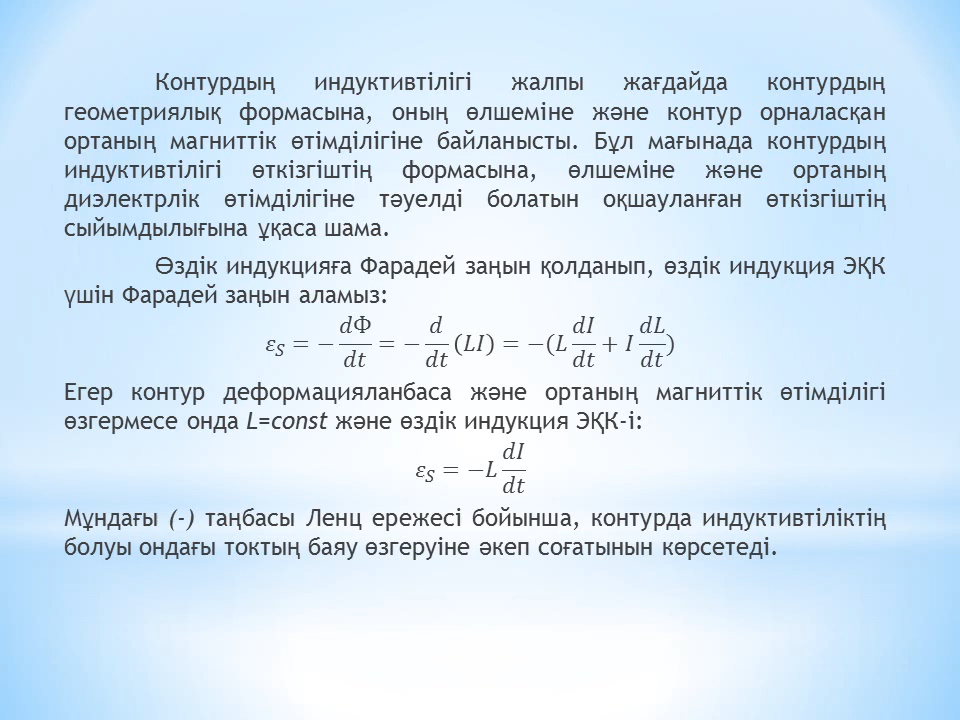 Контурдың индуктивтілігі жалпы жағдайда контурдың
геометриялық формасына, оның өлшеміне және контур орналасқан
ортаның магниттік өтімділігіне байланысты. Бұл мағынада контурдың
индуктивтілігі өткізгіштің формасына, өлшеміне және ортаның
диэлектрлік өтімділігіне тәуелді болатын оқшауланған өткізгіштің
сыйымдылығына ұқаса шама.
Өздік индукцияға Фарадей заңын қолданып, өздік индукция ЭҚК
үшін Фарадей заңын аламыз:
𝜀_S = −dΦ/dt = −d/dt (LI) = −(L dI/dt + I dL/dt)
Егер контур деформацияланбаса және ортаның магниттік өтімділігі
өзгермесе онда L=const және өздік индукция ЭҚК-і:
𝜀_S = −L dI/dt
Мұндағы (-) таңбасы Ленц ережесі бойынша, контурда индуктивтіліктің
болуы ондағы токтың баяу өзгеруіне әкеп соғатынын көрсетеді.